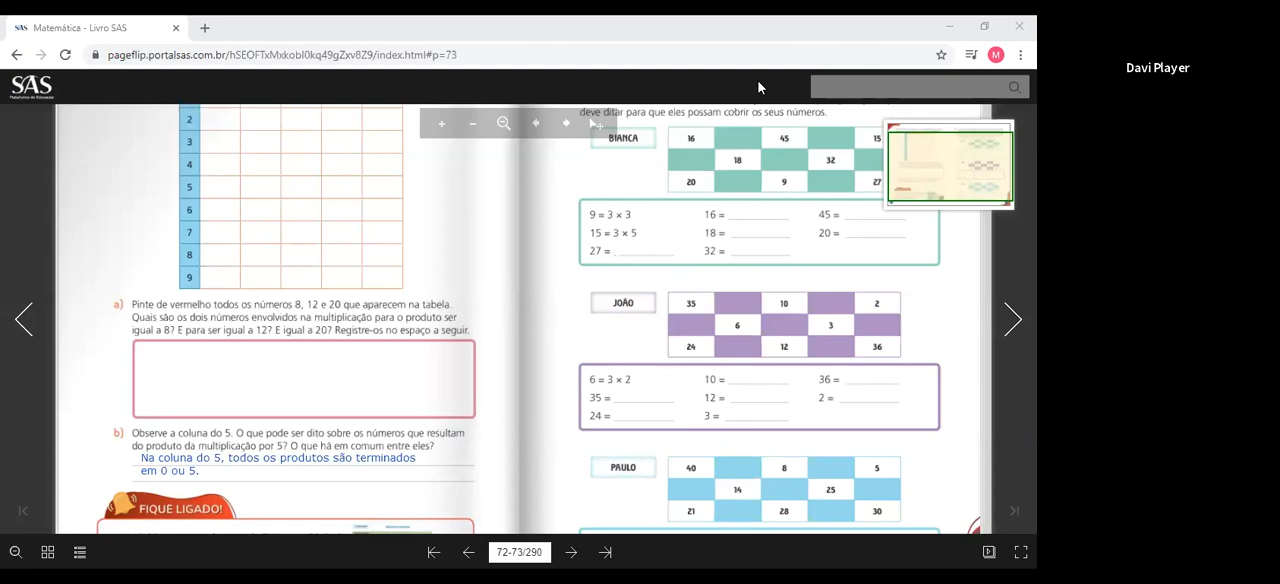 SAS Matemática - Livro SAS
pageflip.portalsas.com.br/hSEOFTxMxkobI0kq49gZxv8Z9/index.html#p=73
M
Davi Player
SAS
2
3
4
5
6
7
8
9
a) Pinte de vermelho todos os números 8, 12 e 20 que aparecem na tabela.
Quais são os dois números envolvidos na multiplicação para o produto ser
igual a 8? E para ser igual a 12? E igual a 20? Registre-os no espaço a seguir.
b) Observe a coluna do 5. O que pode ser dito sobre os números que resultam
do produto da multiplicação por 5? O que há em comum entre eles?
Na coluna do 5, todos os produtos são terminados
em 0 ou 5.
FIQUE LIGADO!
deve ditar para que eles possam cobrir os seus números.
BIANCA
16 45 15
18 32
20 9 27
9 = 3 × 3 16 = 45 =
15 = 3 × 5 18 = 20 =
27 = 32 =
JOÃO
35 10 2
6 3
24 12 36
6 = 3 × 2 10 = 36 =
35 = 12 = 2 =
24 = 3 =
PAULO
40 8 5
14 25
21 28 30
72-73/290